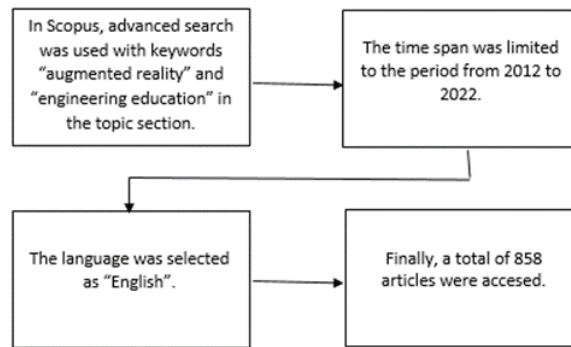 In Scopus, advanced search
was used with keywords
“augmented reality” and
“engineering education” in
the topic section.
The time span was limited
to the period from 2012 to
2022.
The language was selected
as “English”.
Finally, a total of 858
articles were accesed.